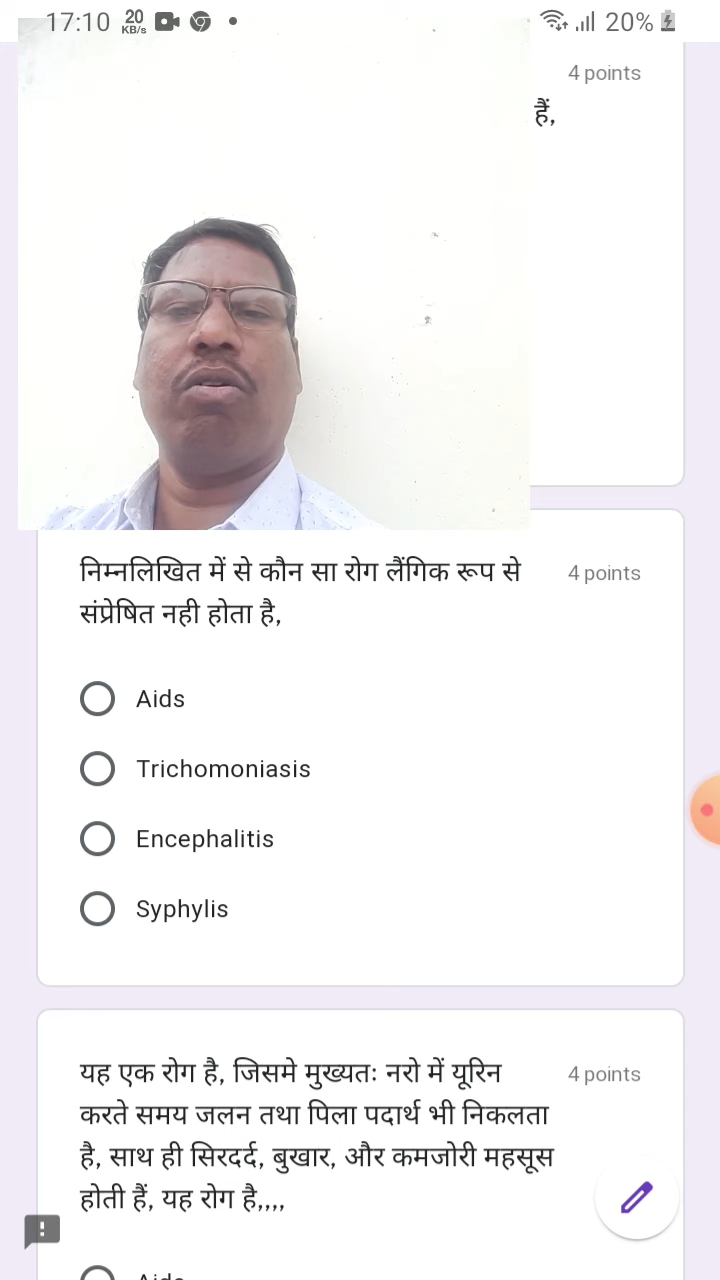 17:10 20 KB/s 20%
4 points
हैं,
निम्नलिखित में से कौन सा रोग लैंगिक रूप से 4 points
संप्रेषित नही होता है,
Aids
Trichomoniasis
Encephalitis
Syphylis
यह एक रोग है, जिसमे मुख्यतः नरो में यूरिन 4 points
करते समय जलन तथा पिला पदार्थ भी निकलता
है, साथ ही सिरदर्द, बुखार, और कमजोरी महसूस
होती हैं, यह रोग है,,,,
Aids